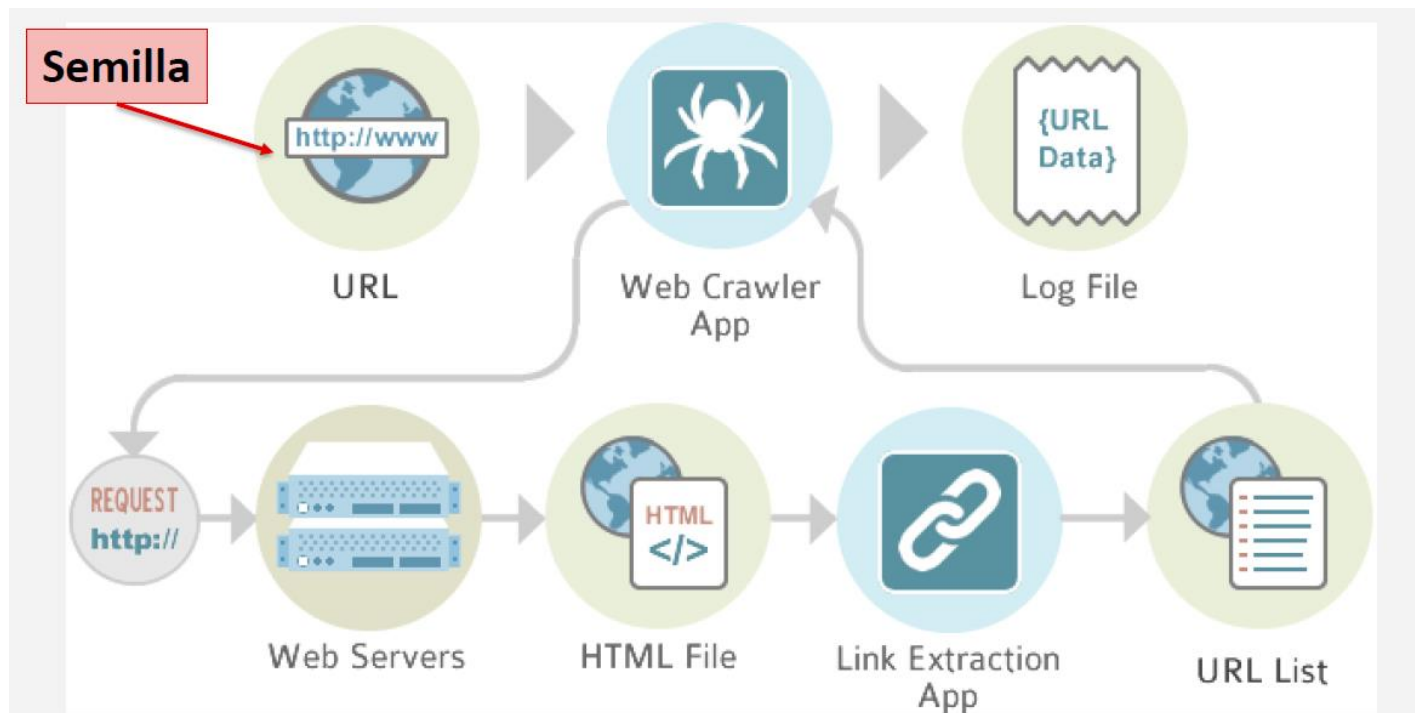 Semilla
http://www
{URL
Data}
URL
Web Crawler
App
Log File
REQUEST
http://
HTML
</>
Web Servers
HTML File
Link Extraction
App
URL List